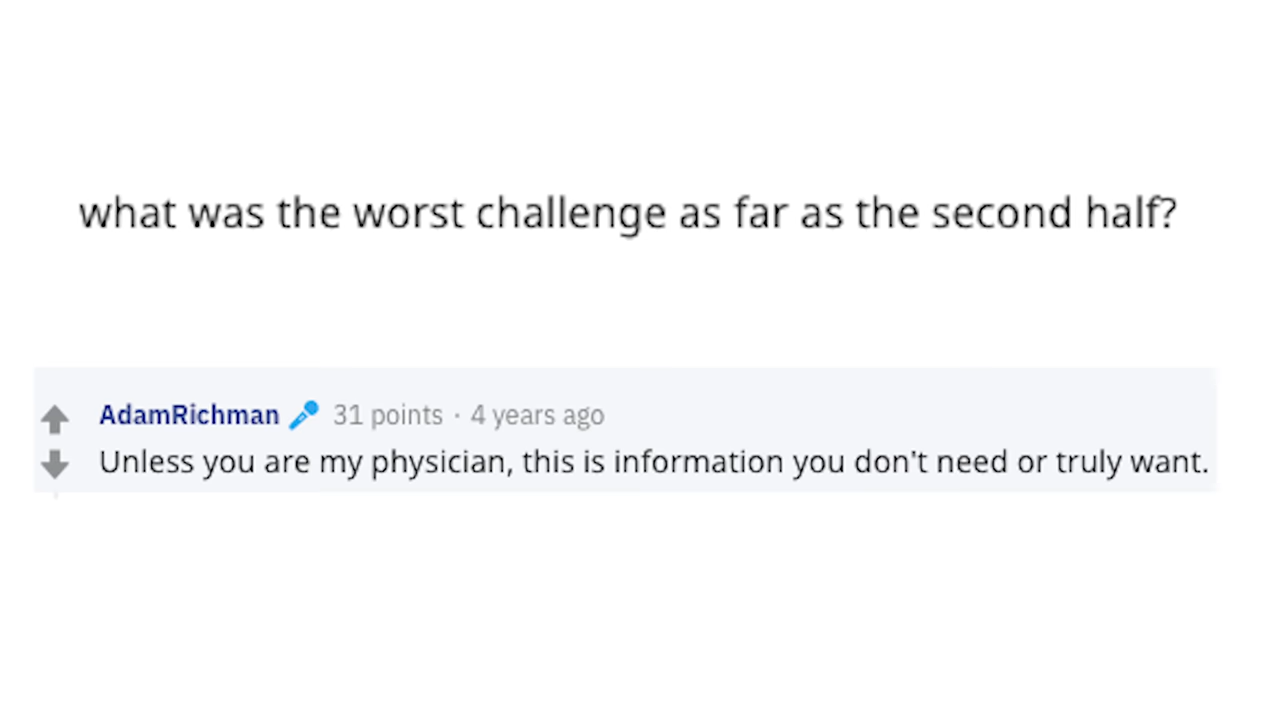 what was the worst challenge as far as the second half?
AdamRichman 31 points · 4 years ago
Unless you are my physician, this is information you don't need or truly want.